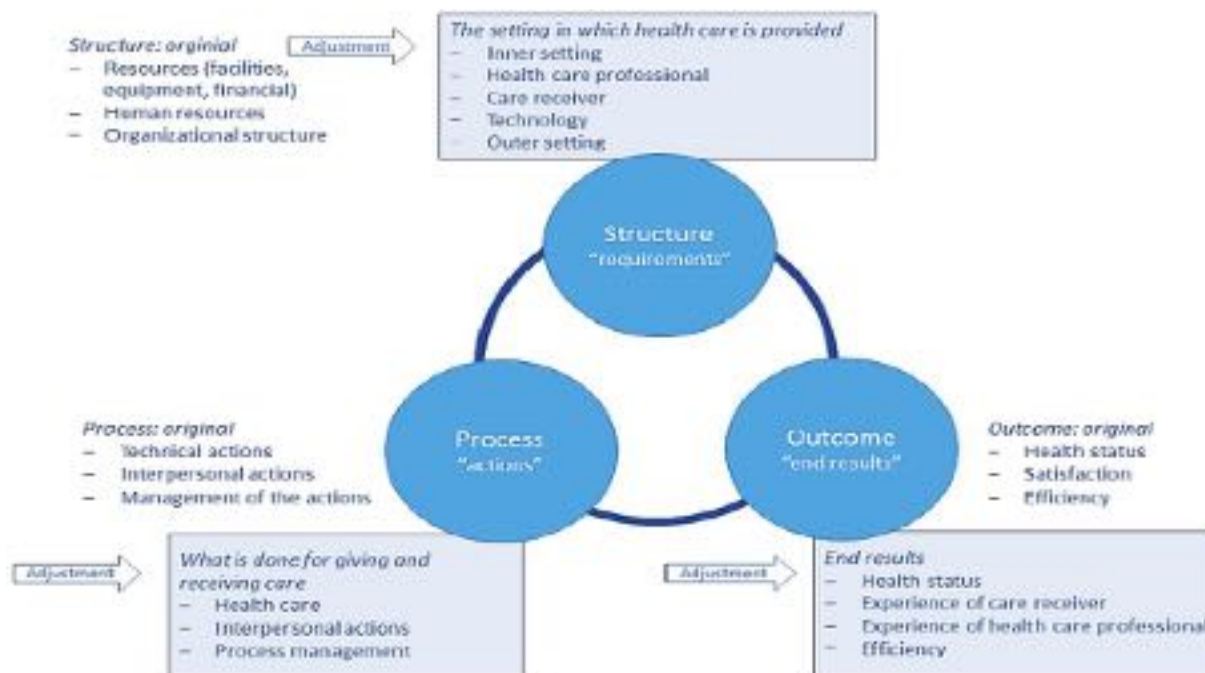 Structure: orginial
– Resources (facilities,
equipment, financial)
– Human resources
– Organizational structure
Adjustment
The setting in which health care is provided
– Inner setting
– Health care professional
– Care receiver
– Technology
– Outer setting
Structure
"requirements"
Process: original
– Technical actions
– Interpersonal actions
– Management of the actions
Process
"actions"
Outcome
"end results"
Outcome: original
– Health status
– Satisfaction
– Efficiency
Adjustment
What is done for giving and
receiving care
– Health care
– Interpersonal actions
– Process management
Adjustment
End results
– Health status
– Experience of care receiver
– Experience of health care professional
– Efficiency